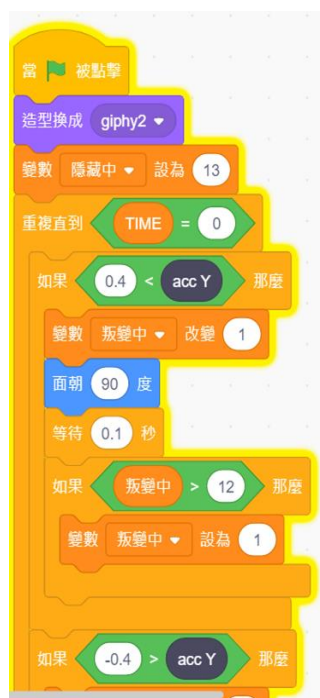 當 被點擊
造型換成 giphy2
變數 隱藏中 設為 13
重複直到 TIME = 0
如果 0.4 < acc Y 那麼
變數 叛變中 改變 1
面朝 90 度
等待 0.1 秒
如果 叛變中 > 12 那麼
變數 叛變中 設為 1
如果 -0.4 > acc Y 那麼